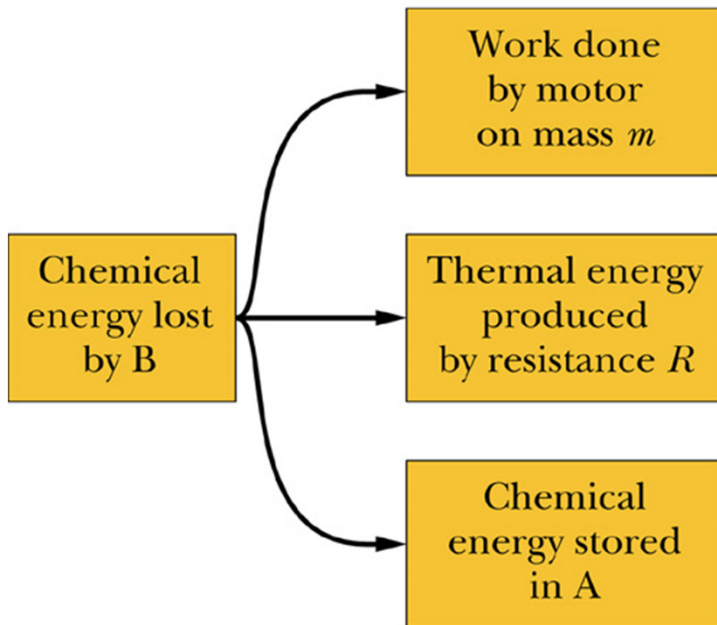 Work done
by motor
on mass m
Chemical
energy lost
by B
Thermal energy
produced
by resistance R
Chemical
energy stored
in A